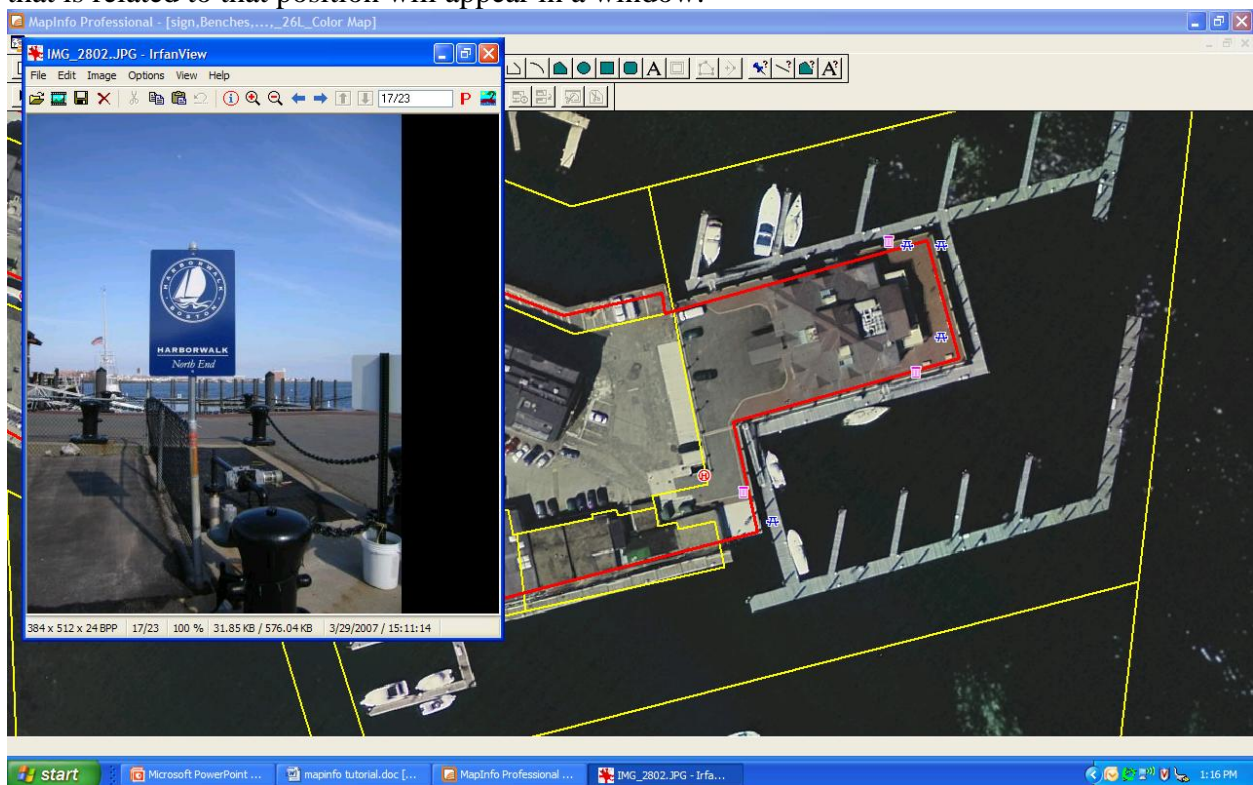 that is related to that position will appear in a window.
MapInfo Professional - [sign,Benches,...,_26L_Color Map]
IMG_2802.JPG - IrfanView
File Edit Image Options View Help
17/23
P
A
A?
HARBORWALK
BOSTON
HARBORWALK
North End
384 x 512 x 24 BPP 17/23 100 % 31.85 KB / 576.04 KB 3/29/2007 / 15:11:14
start
Microsoft PowerPoint ...
mapinfo tutorial.doc [...
MapInfo Professional ...
IMG_2802.JPG - Irfa...
1:16 PM